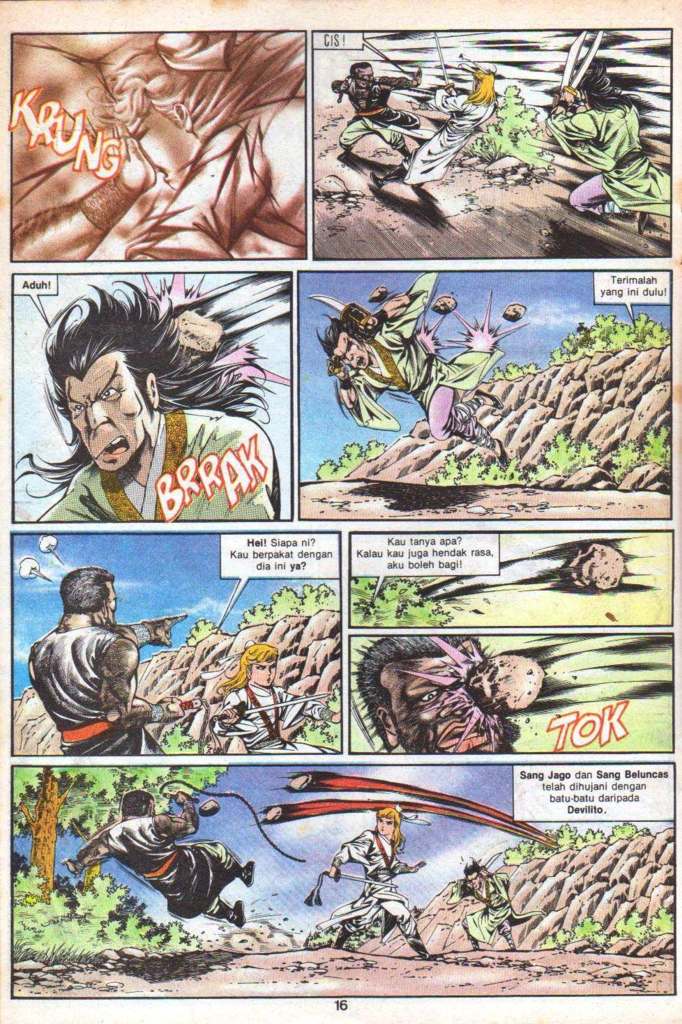 KRUNG
CIS!
Aduh!
BRRAK
Terimalah
yang ini dulu!
Hei! Siapa ni?
Kau berpakat dengan
dia ini ya?
Kau tanya apa?
Kalau kau juga hendak rasa,
aku boleh bagi!
TOK
Sang Jago dan Sang Beluncas
telah dihujani dengan
batu-batu daripada
Devilito.
16